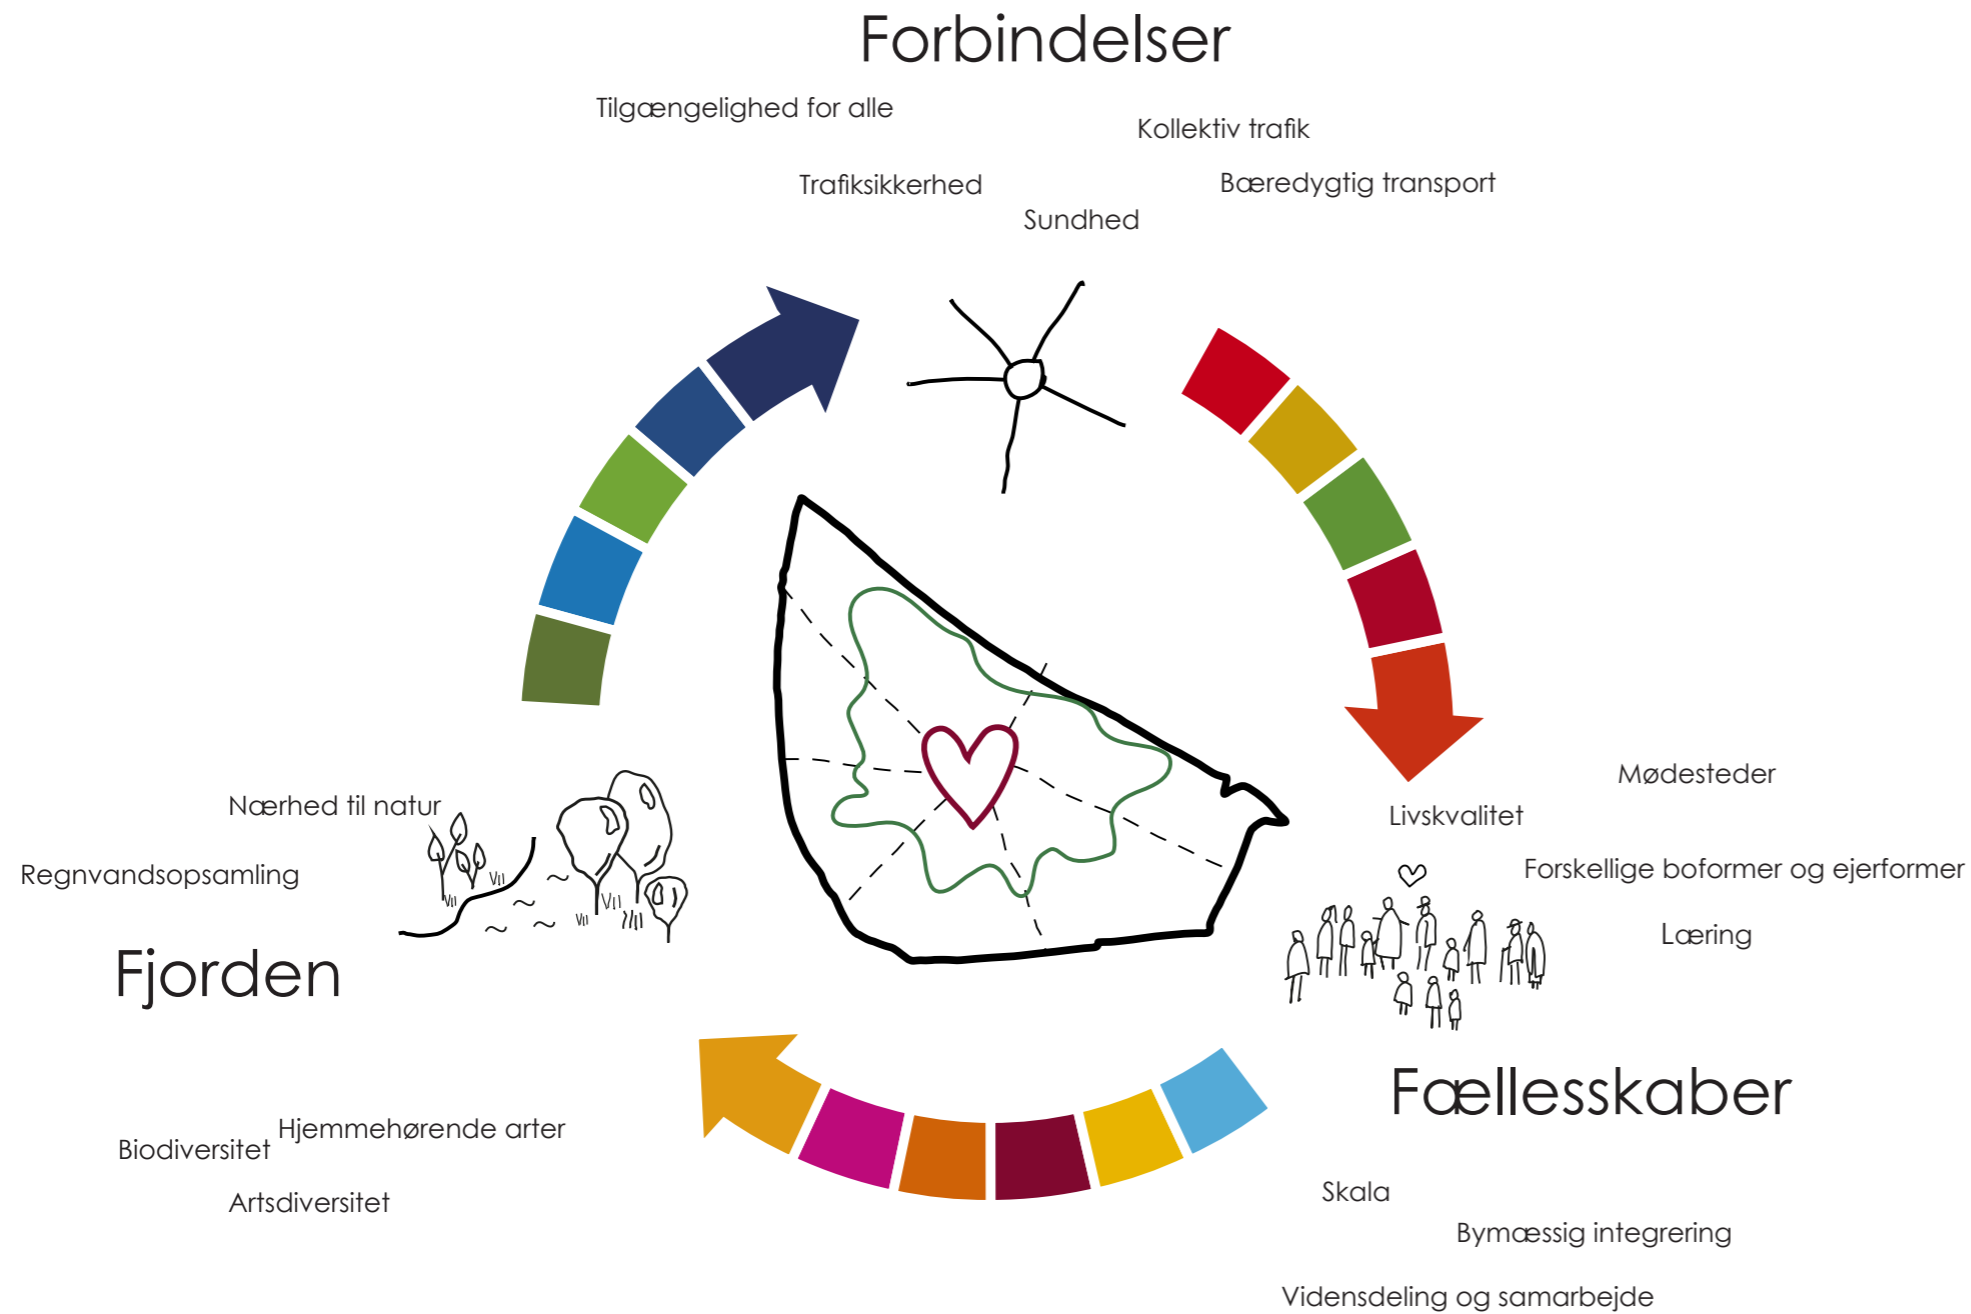 Forbindelser
Tilgængelighed for alle
Kollektiv trafik
Trafiksikkerhed
Bæredygtig transport
Sundhed
Mødesteder
Livskvalitet
Forskellige boformer og ejerformer
Læring
Fællesskaber
Skala
Bymæssig integrering
Vidensdeling og samarbejde
Nærhed til natur
Regnvandsopsamling
Fjorden
Hjemmehørende arter
Biodiversitet
Artsdiversitet